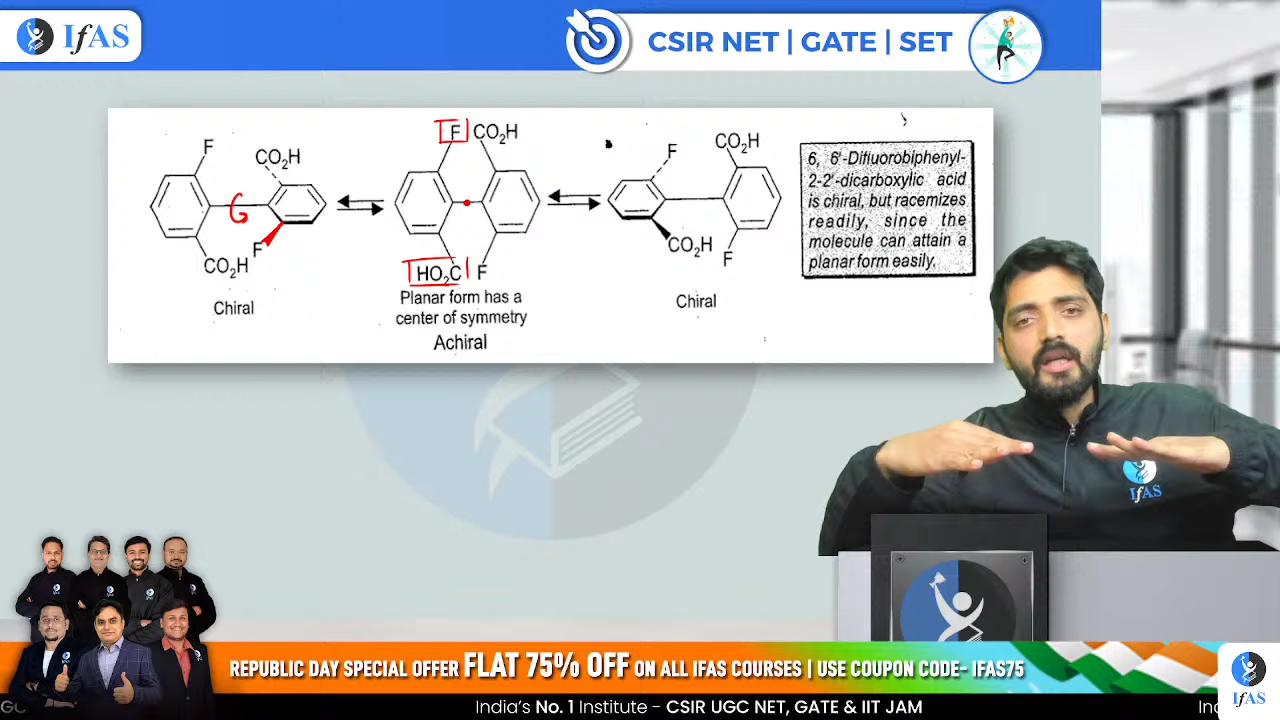 IfAS
CSIR NET | GATE | SET
F
CO₂H
F
CO₂H
Chiral
F
CO₂H
HO₂C
F
Planar form has a
center of symmetry
Achiral
F
CO₂H
CO₂H
F
Chiral
6, 6'-Difluorobiphenyl-
2-2'-dicarboxylic acid
is chiral, but racemizes
readily, since the
molecule can attain a
planar form easily.
IfAS
REPUBLIC DAY SPECIAL OFFER FLAT 75% OFF ON ALL IFAS COURSES | USE COUPON CODE- IFAS75
IfAS
India's No. 1 Institute - CSIR UGC NET, GATE & IIT JAM